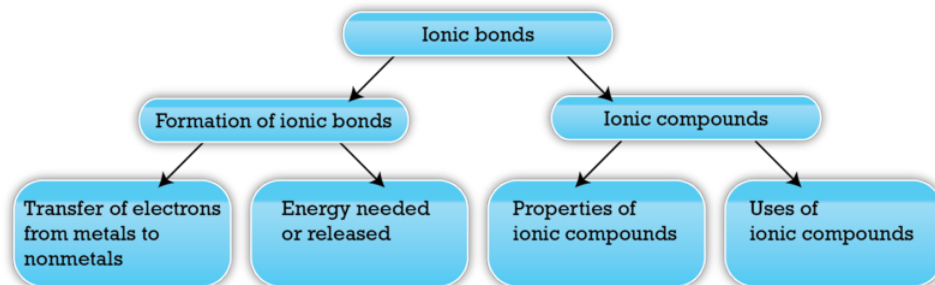 Ionic bonds
Formation of ionic bonds
Ionic compounds
Transfer of electrons
from metals to
nonmetals
Energy needed
or released
Properties of
ionic compounds
Uses of
ionic compounds